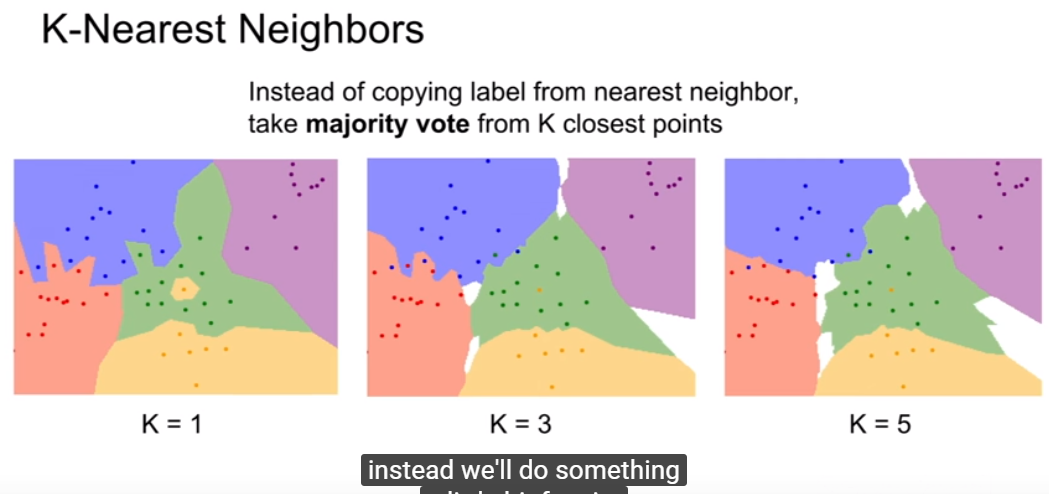 K-Nearest Neighbors
Instead of copying label from nearest neighbor,
take majority vote from K closest points
K = 1
K = 3
K = 5
instead we'll do something